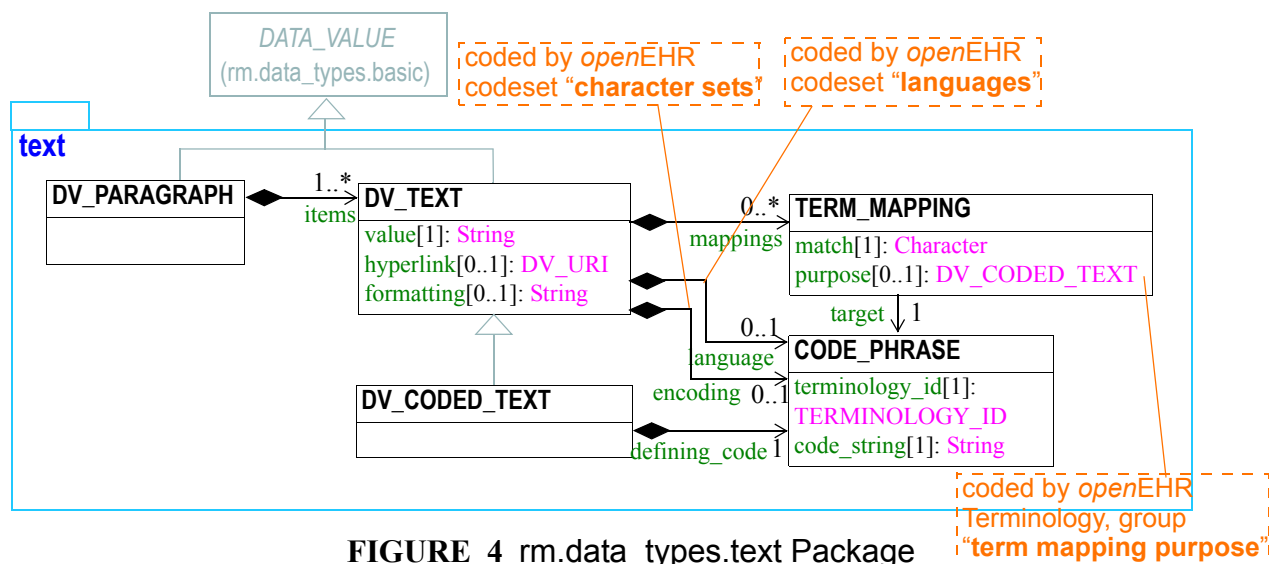 DATA_VALUE
(rm.data_types.basic)
coded by openEHR
codeset “character sets”
coded by openEHR
codeset “languages”
text
DV_PARAGRAPH
1..*
items
DV_TEXT
value[1]: String
hyperlink[0..1]: DV_URI
formatting[0..1]: String
0..*
mappings
TERM_MAPPING
match[1]: Character
purpose[0..1]: DV_CODED_TEXT
target 1
0..1
language
encoding 0..1
CODE_PHRASE
terminology_id[1]:
TERMINOLOGY_ID
code_string[1]: String
DV_CODED_TEXT
defining_code 1
coded by openEHR
Terminology, group
“term mapping purpose”
FIGURE 4 rm.data_types.text Package